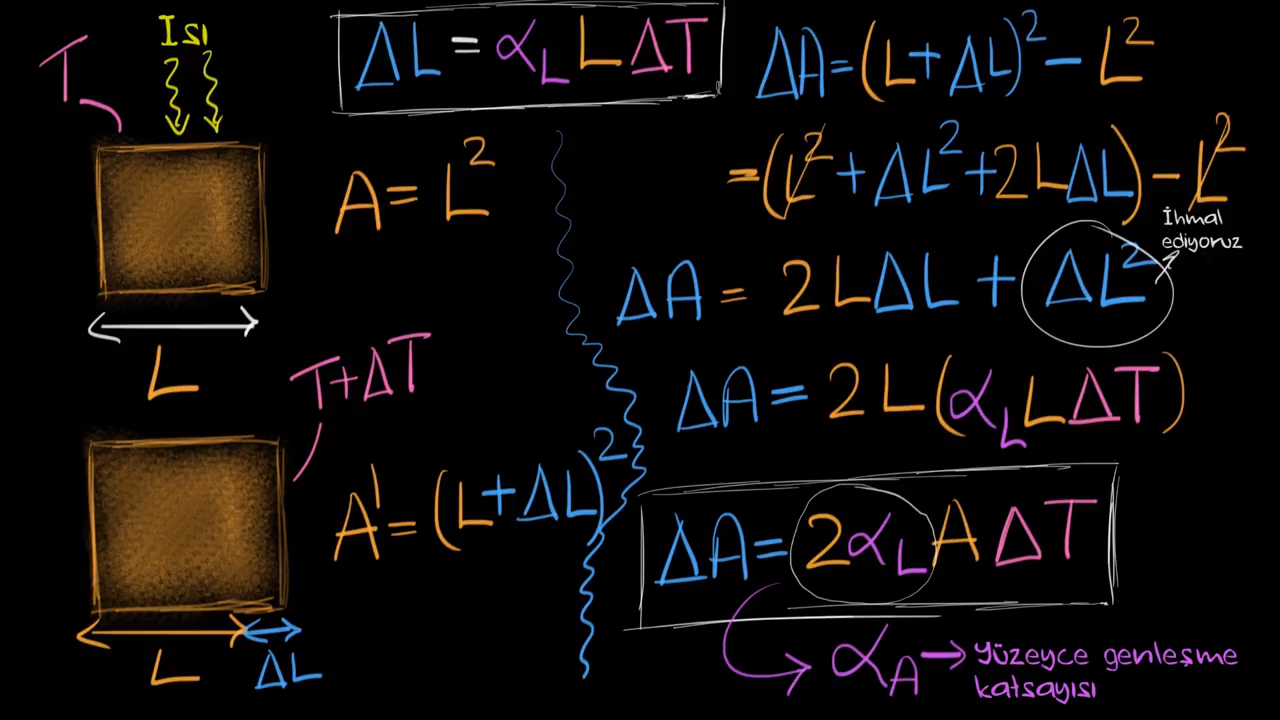 Isı
T
L
T+ΔT
L ΔL
ΔL = α_L L ΔT
A = L²
A' = (L+ΔL)²
ΔA = (L+ΔL)² − L²
= (L² + ΔL² + 2LΔL) − L²
İhmal
ediyoruz
ΔA = 2LΔL + ΔL²
ΔA = 2L(α_L LΔT)
ΔA = 2α_L A ΔT
α_A → Yüzeyce genleşme
katsayısı